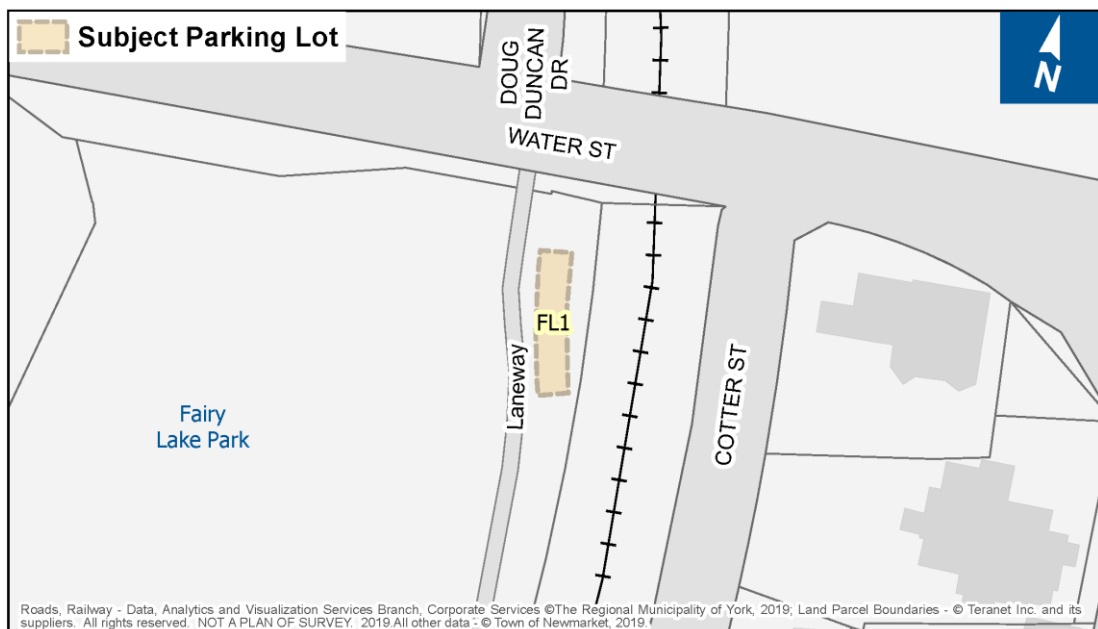 Subject Parking Lot
N
DOUG
DUNCAN
DR
WATER ST
FL1
Laneway
COTTER ST
Fairy
Lake Park
Roads, Railway - Data, Analytics and Visualization Services Branch, Corporate Services ©The Regional Municipality of York, 2019; Land Parcel Boundaries - © Teranet Inc. and its
suppliers. All rights reserved. NOT A PLAN OF SURVEY. 2019.All other data - © Town of Newmarket, 2019.